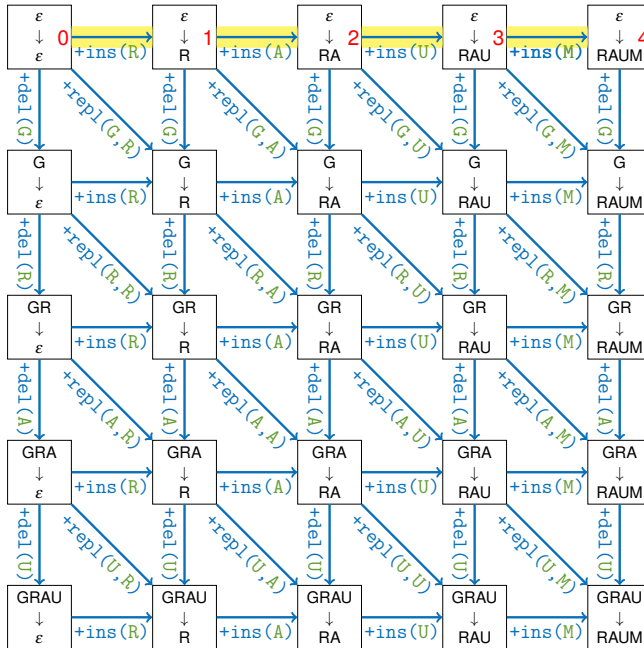 ε ε ε ε ε
↓ 0 ↓ 1 ↓ 2 ↓ 3 ↓ 4
ε +ins(R) R +ins(A) RA +ins(U) RAU +ins(M) RAUM
+del(G) +repl(G,R) +del(G) +repl(G,A) +del(G) +repl(G,U) +del(G) +repl(G,M) +del(G)
G G G G G
↓ ↓ ↓ ↓ ↓
ε +ins(R) R +ins(A) RA +ins(U) RAU +ins(M) RAUM
+del(R) +repl(R,R) +del(R) +repl(R,A) +del(R) +repl(R,U) +del(R) +repl(R,M) +del(R)
GR GR GR GR GR
↓ ↓ ↓ ↓ ↓
ε +ins(R) R +ins(A) RA +ins(U) RAU +ins(M) RAUM
+del(A) +repl(A,R) +del(A) +repl(A,A) +del(A) +repl(A,U) +del(A) +repl(A,M) +del(A)
GRA GRA GRA GRA GRA
↓ ↓ ↓ ↓ ↓
ε +ins(R) R +ins(A) RA +ins(U) RAU +ins(M) RAUM
+del(U) +repl(U,R) +del(U) +repl(U,A) +del(U) +repl(U,U) +del(U) +repl(U,M) +del(U)
GRAU GRAU GRAU GRAU GRAU
↓ ↓ ↓ ↓ ↓
ε +ins(R) R +ins(A) RA +ins(U) RAU +ins(M) RAUM